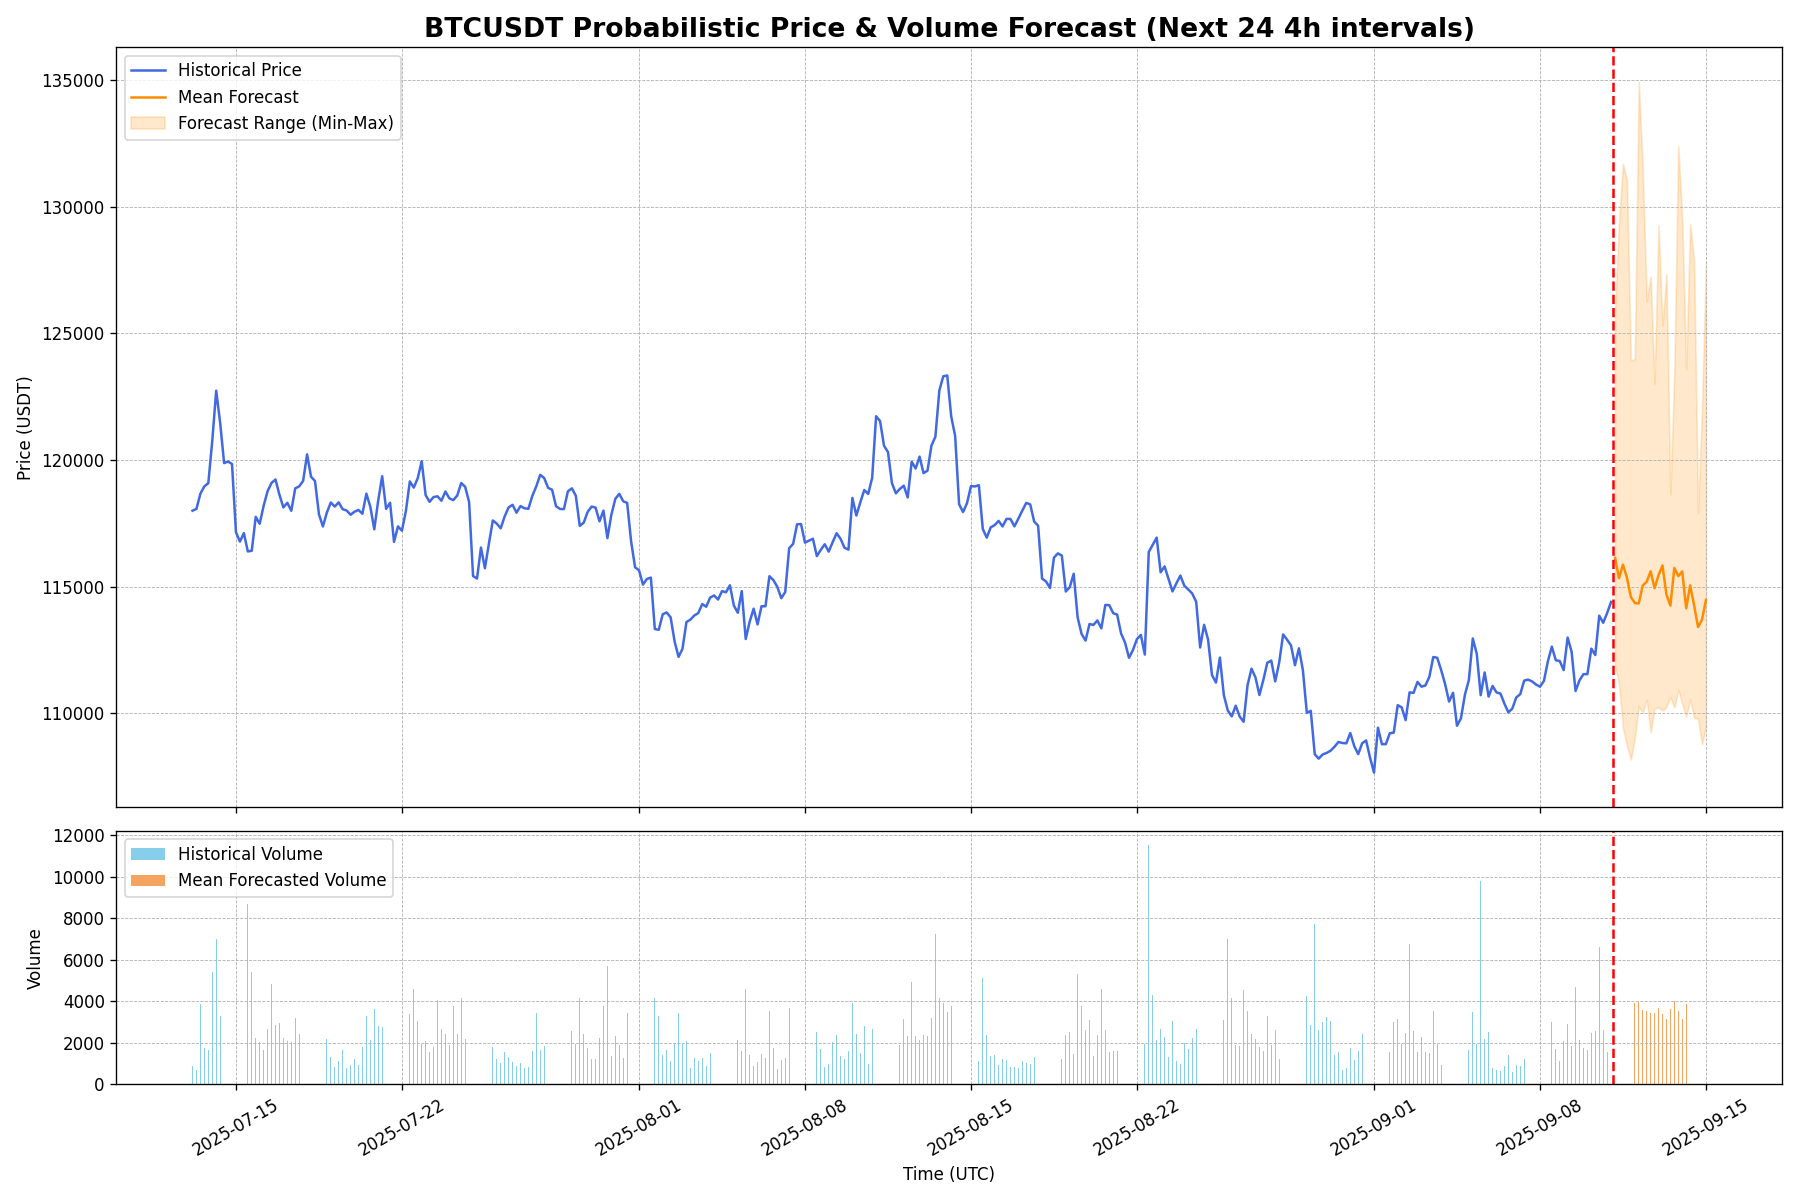 BTCUSDT Probabilistic Price & Volume Forecast (Next 24 4h intervals)
Historical Price
Mean Forecast
Forecast Range (Min-Max)
135000
130000
125000
120000
115000
110000
Price (USDT)
Historical Volume
Mean Forecasted Volume
12000
10000
8000
6000
4000
2000
0
Volume
2025-07-15
2025-07-22
2025-08-01
2025-08-08
2025-08-15
2025-08-22
2025-09-01
2025-09-08
2025-09-15
Time (UTC)